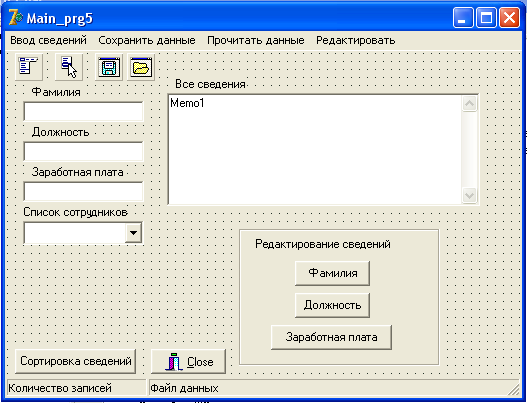 Main_prg5
Ввод сведений Сохранить данные Прочитать данные Редактировать
Фамилия
Все сведения
Memo1
Должность
Заработная плата
Список сотрудников
Редактирование сведений
Фамилия
Должность
Заработная плата
Сортировка сведений
Close
Количество записей
Файл данных